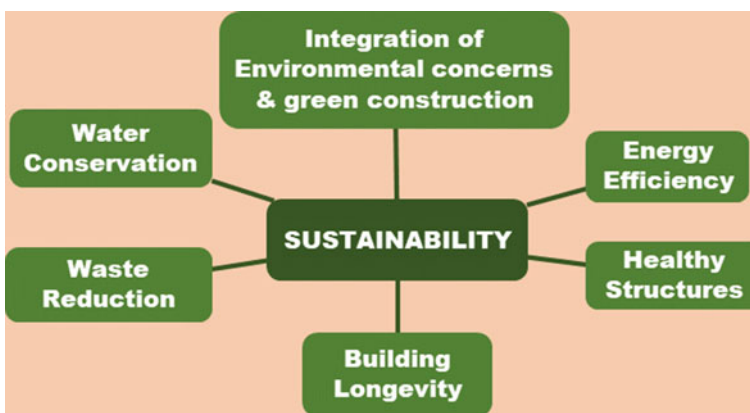 Integration of
Environmental concerns
& green construction
Water
Conservation
Energy
Efficiency
SUSTAINABILITY
Waste
Reduction
Healthy
Structures
Building
Longevity